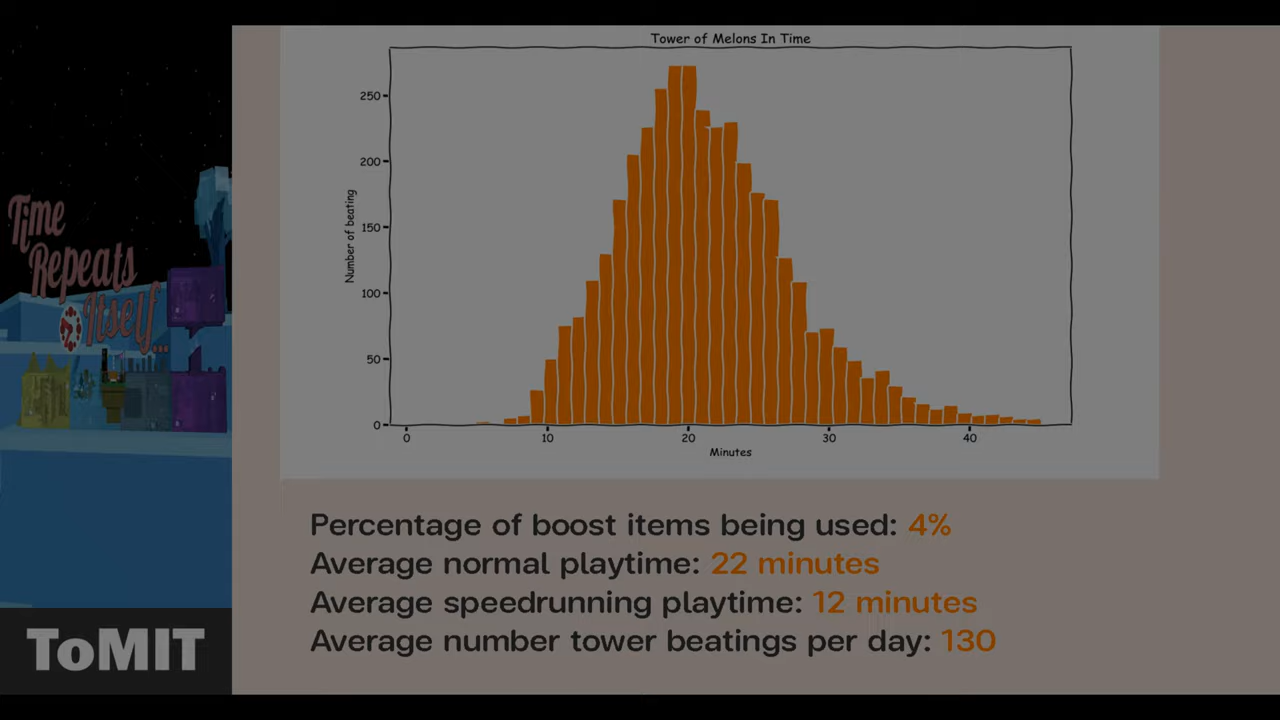 Tower of Melons In Time
250
200
150
100
50
0
Number of beating
0 10 20 30 40
Minutes
Time
Repeats
Itself...
Percentage of boost items being used: 4%
Average normal playtime: 22 minutes
Average speedrunning playtime: 12 minutes
Average number tower beatings per day: 130
ToMIT